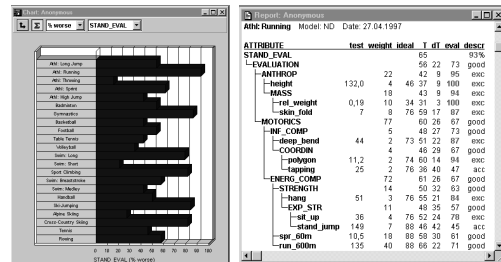 Chart: Anonymous
% worse
STAND_EVAL
Athl: Long Jump
Athl: Running
Athl: Throwing
Athl: Sprint
Athl: High Jump
Badminton
Gymnastics
Basketball
Football
Table Tennis
Volleyball
Swim: Long
Swim: Short
Sport Climbing
Swim: Breaststroke
Swim: Medley
Handball
Ski-Jumping
Alpine Skiing
Cross-Country Skiing
Tennis
Rowing
0 10 20 30 40 50 60 70 80 90 100
STAND_EVAL (% worse)
Report: Anonymous
Athl: Running Model: ND Date: 27.04.1997
ATTRIBUTE test weight ideal T dT eval descr
STAND_EVAL 65 93%
EVALUATION 56 22 73 good
ANTHROP 22 42 9 95 exc
height 132,0 4 46 37 9 100 exc
MASS 18 43 9 94 exc
rel_weight 0,19 10 34 31 3 100 exc
skin_fold 7 8 76 59 17 87 exc
MOTORICS 77 60 26 67 good
INF_COMP 5 48 27 73 good
deep_bend 44 2 73 51 22 87 exc
COORDIN 4 46 29 67 good
polygon 11,2 2 74 60 14 94 exc
tapping 25 2 76 36 40 47 acc
ENERG_COMP 72 61 26 67 good
STRENGTH 14 50 32 63 good
hang 51 3 76 55 21 84 exc
EXP_STR 11 48 35 57 good
sit_up 36 4 76 52 24 78 exc
stand_jump 149 7 88 46 42 45 acc
spr_60m 10,5 18 88 58 30 61 good
run_600m 135 40 88 66 22 71 good